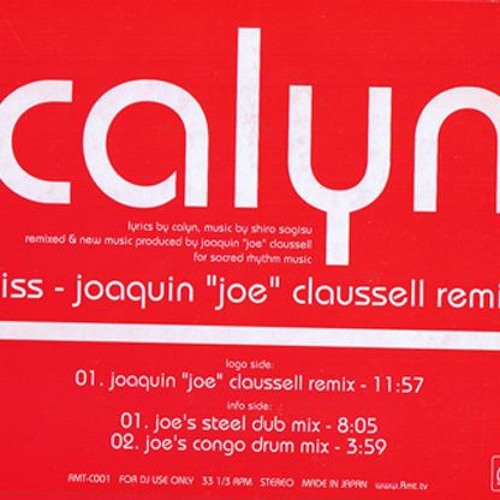 calyn
lyrics by calyn, music by shiro sagisu
remixed & new music produced by joaquin "joe" claussell
for sacred rhythm music
iss - joaquin "joe" claussell remi
logo side:
01. joaquin "joe" claussell remix - 11:57
info side:
01. joe's steel dub mix - 8:05
02. joe's congo drum mix - 3:59
RMT-C001 FOR DJ USE ONLY 33 1/3 RPM STEREO MADE IN JAPAN www.Rmt.tv